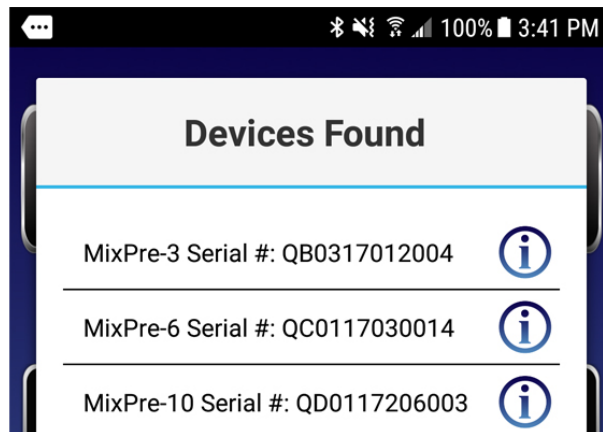 100% 3:41 PM
Devices Found
MixPre-3 Serial #: QB0317012004
MixPre-6 Serial #: QC0117030014
MixPre-10 Serial #: QD0117206003